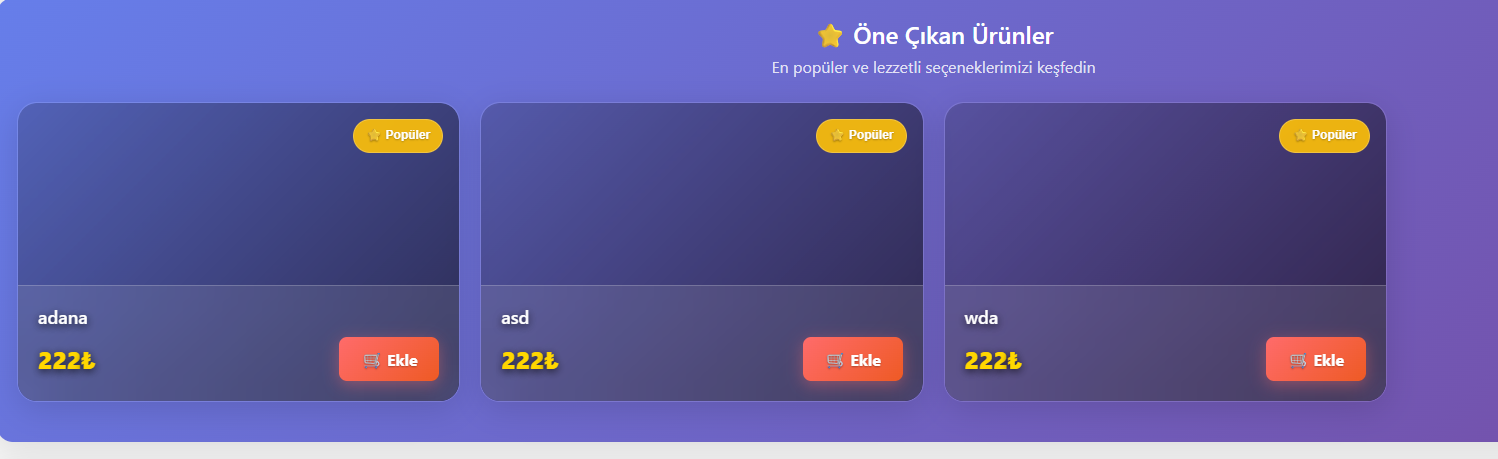 ⭐ Öne Çıkan Ürünler
En popüler ve lezzetli seçeneklerimizi keşfedin
⭐ Popüler
adana
222₺
🛒 Ekle
⭐ Popüler
asd
222₺
🛒 Ekle
⭐ Popüler
wda
222₺
🛒 Ekle